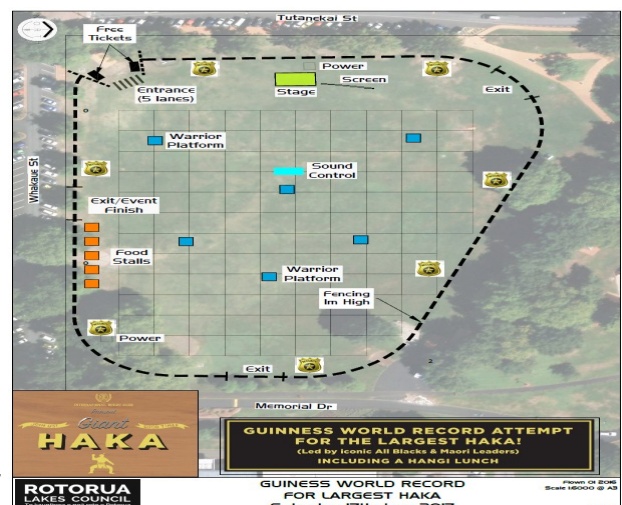 Tutanekai St
Free
Tickets
Power
Screen
Stage
Entrance
(5 lanes)
Exit
Warrior
Platform
Sound
Control
Whakaue St
Exit/Event
Finish
Food
Stalls
Warrior
Platform
Fencing
1m High
Power
2
Exit
Memorial Dr
Giant
HAKA
GUINNESS WORLD RECORD ATTEMPT
FOR THE LARGEST HAKA!
(Led by iconic All Blacks & Maori Leaders)
INCLUDING A HANGI LUNCH
ROTORUA
LAKES COUNCIL
GUINESS WORLD RECORD
FOR LARGEST HAKA
Flown 01 2016
Scale 1:6000 @ A3